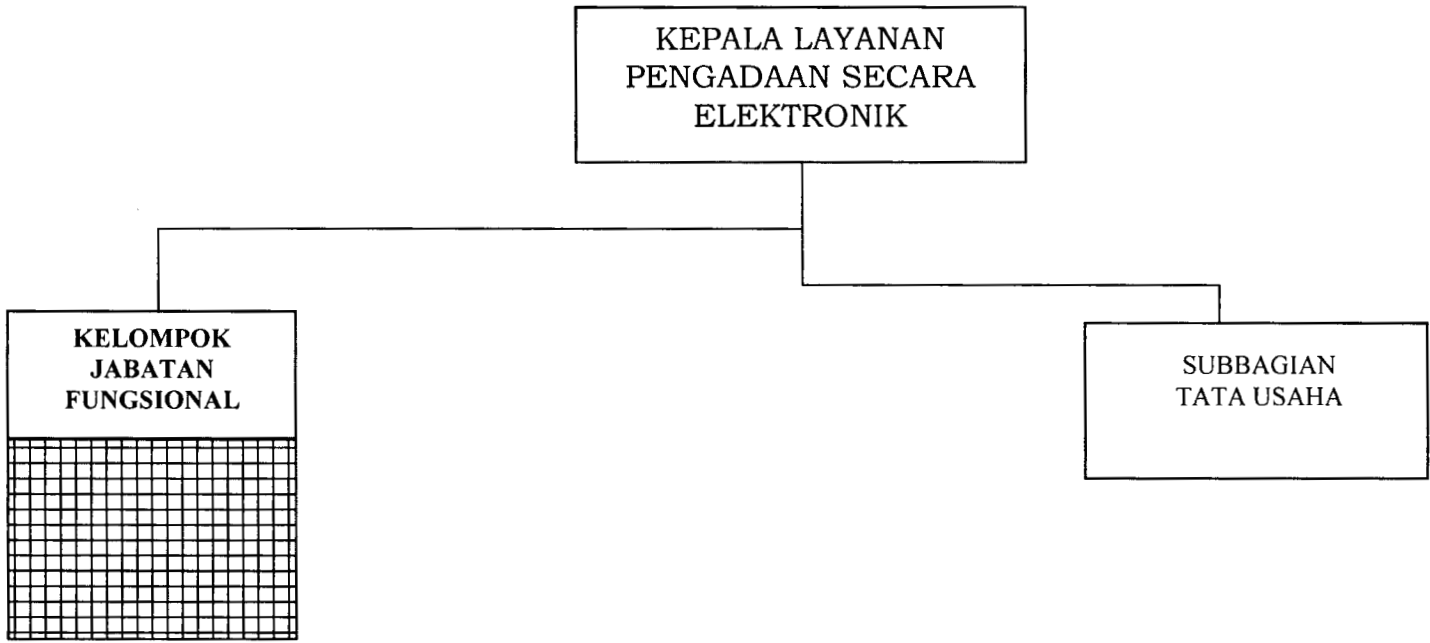 KEPALA LAYANAN
PENGADAAN SECARA
ELEKTRONIK
KELOMPOK
JABATAN
FUNGSIONAL
SUBBAGIAN
TATA USAHA